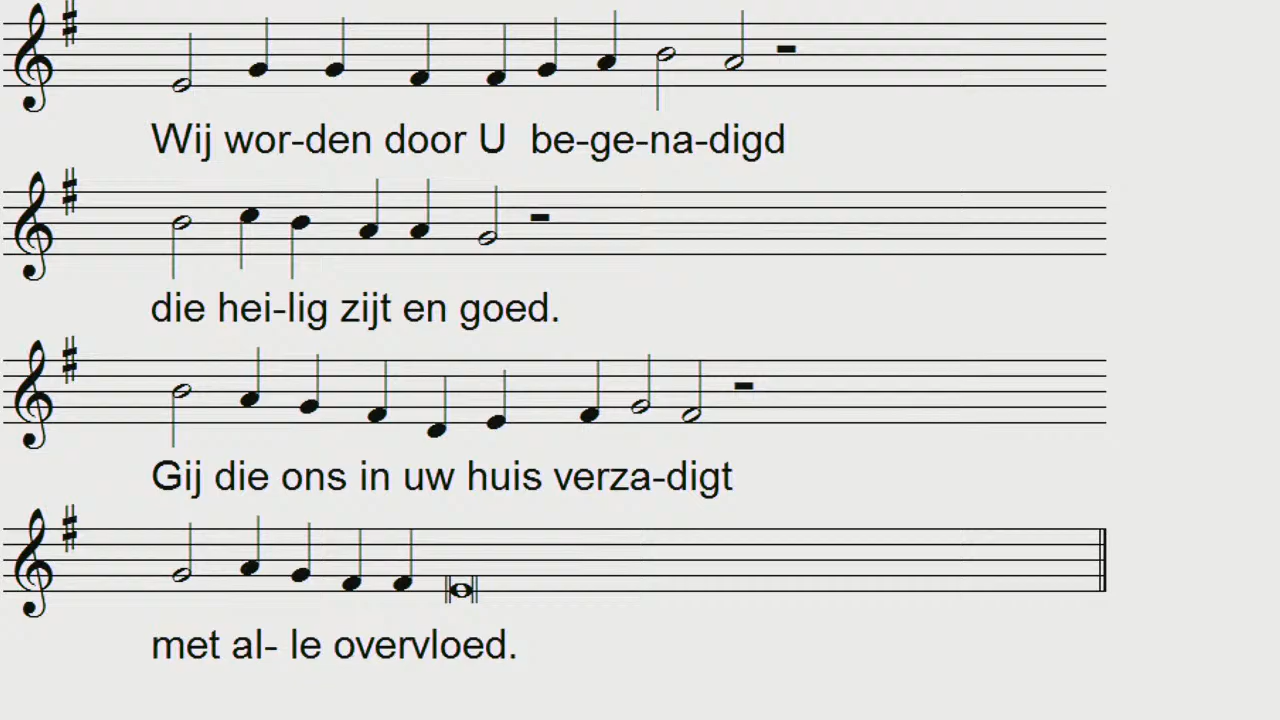 Wij wor-den door U be-ge-na-digd
die hei-lig zijt en goed.
Gij die ons in uw huis verza-digt
met al- le overvloed.